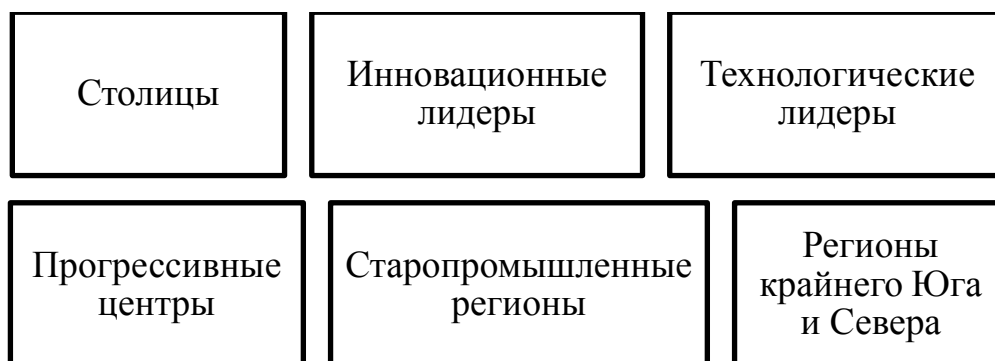 Столицы
Инновационные
лидеры
Технологические
лидеры
Прогрессивные
центры
Старопромышленные
регионы
Регионы
крайнего Юга
и Севера